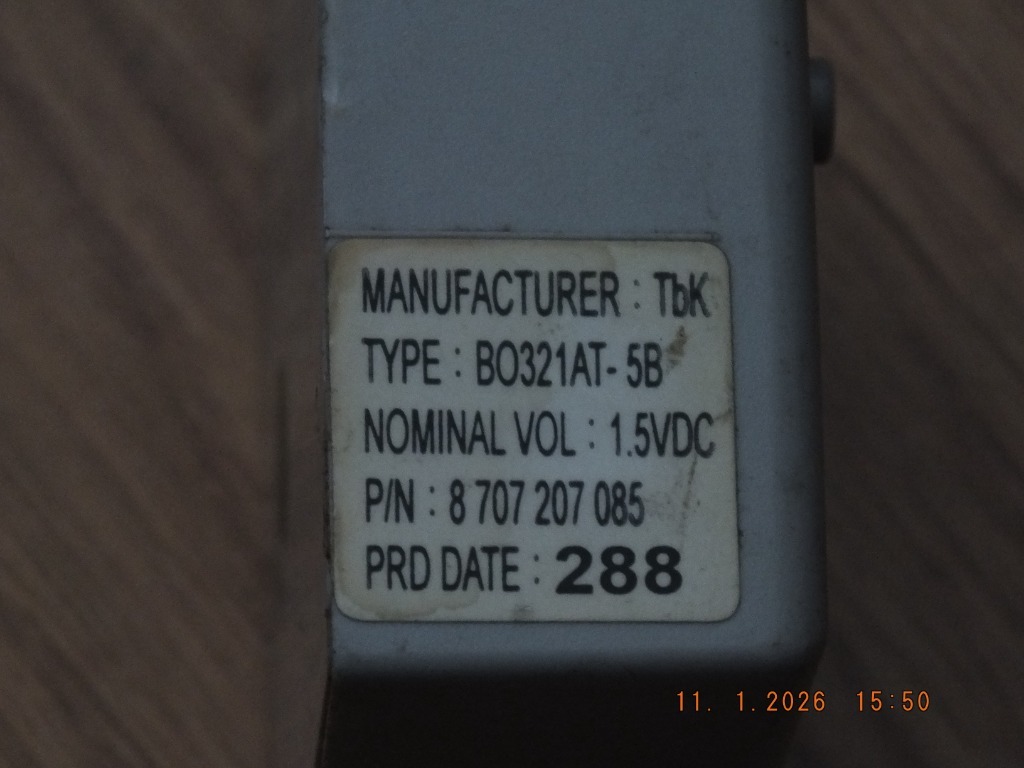 MANUFACTURER : TbK
TYPE : BO321AT- 5B
NOMINAL VOL : 1.5VDC
P/N : 8 707 207 085
PRD DATE : 288
11. 1.2026 15:50